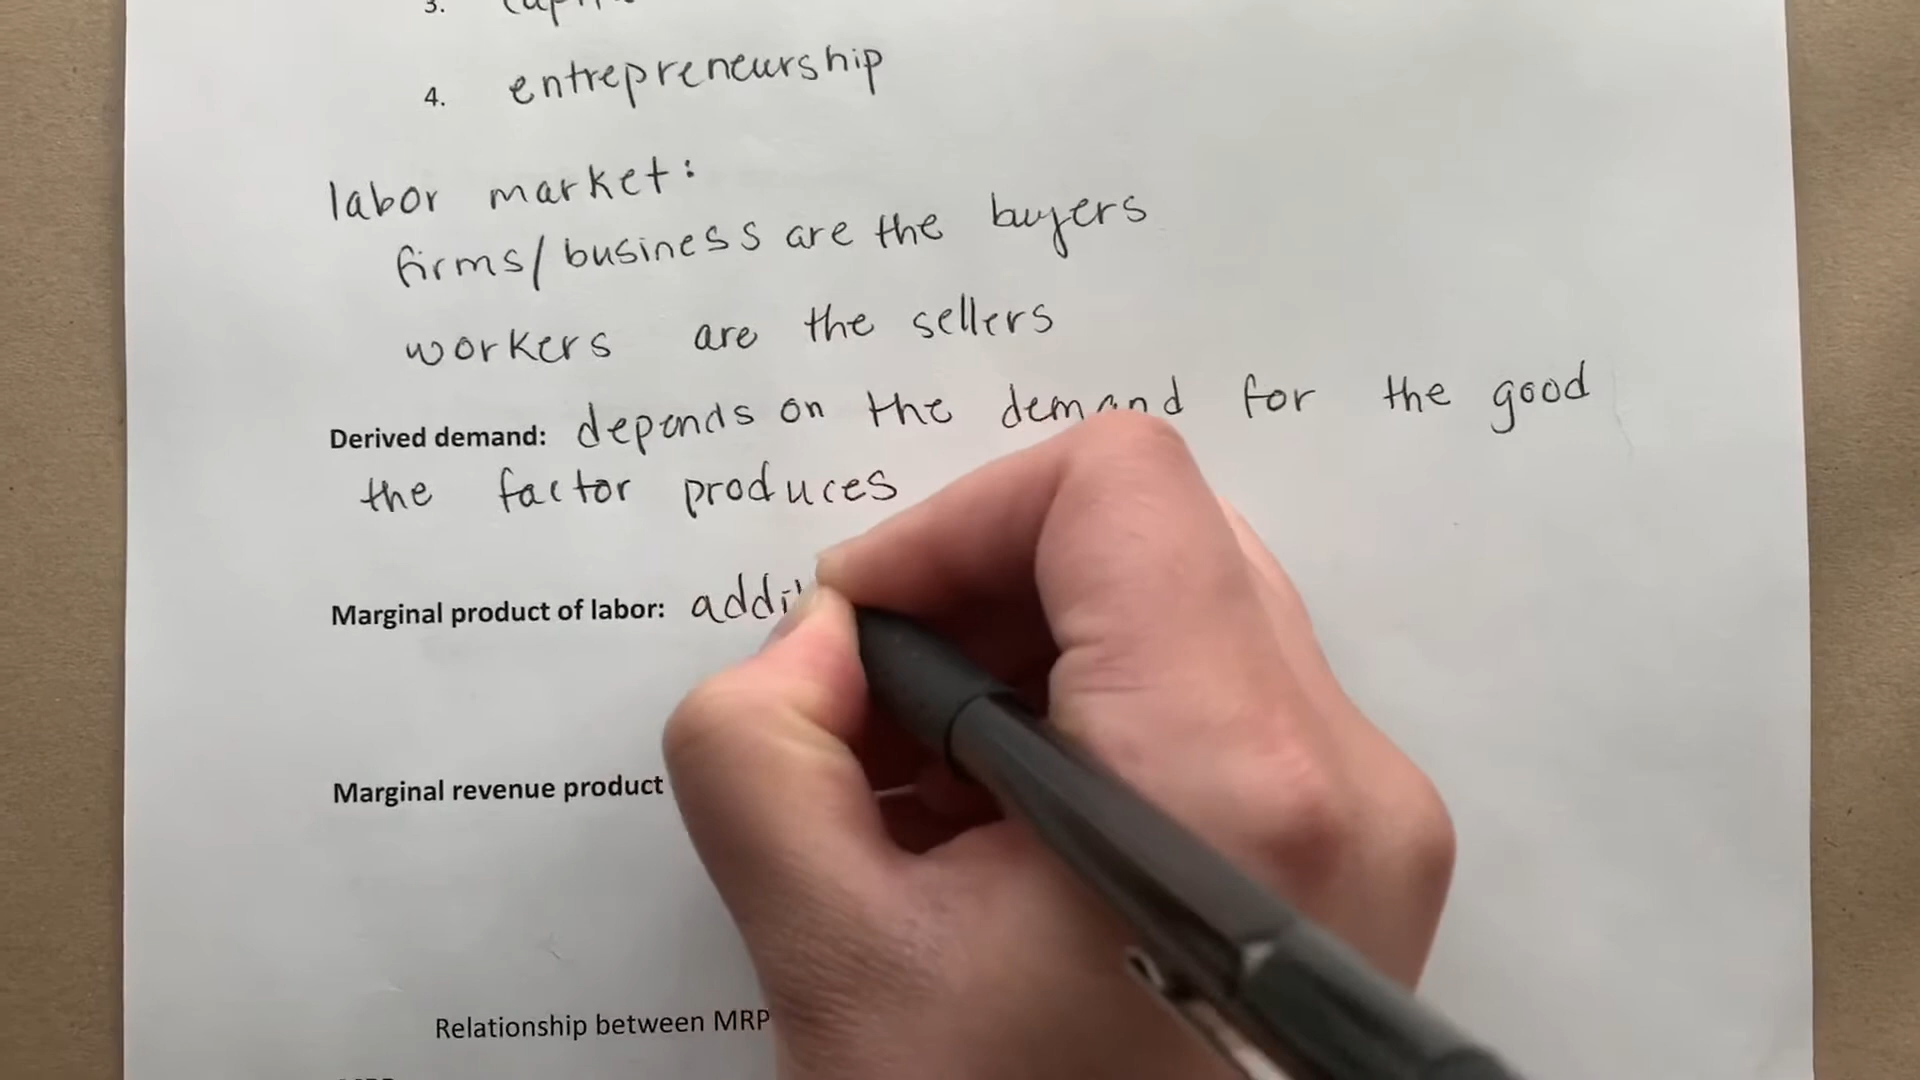 3.
4. entrepreneurship
labor market:
firms/business are the buyers
workers are the sellers
Derived demand: depends on the demand for the good
the factor produces
Marginal product of labor: addi
Marginal revenue product
Relationship between MRP